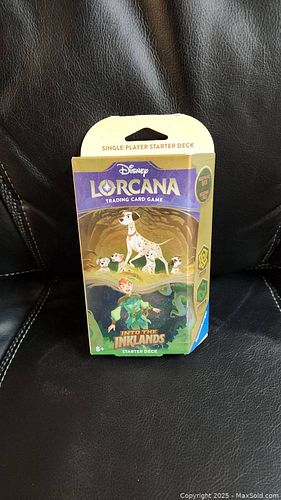 SINGLE-PLAYER STARTER DECK
Disney
LORCANA
TRADING CARD GAME
INTO THE
INKLANDS
STARTER DECK
8+
Copyright 2025 - MaxSold.com